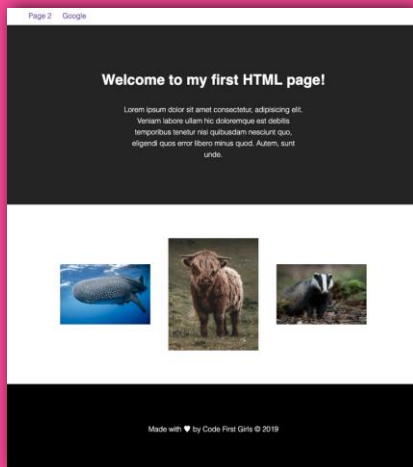 Page 2 Google
Welcome to my first HTML page!
Lorem ipsum dolor sit amet consectetur, adipisicing elit.
Veniam labore ullam hic doloremque est debitis
temporibus tenetur nisi quibusdam nesciunt quo,
eligendi quos error libero minus quod. Autem, sunt
unde.
Made with ♥ by Code First Girls © 2019